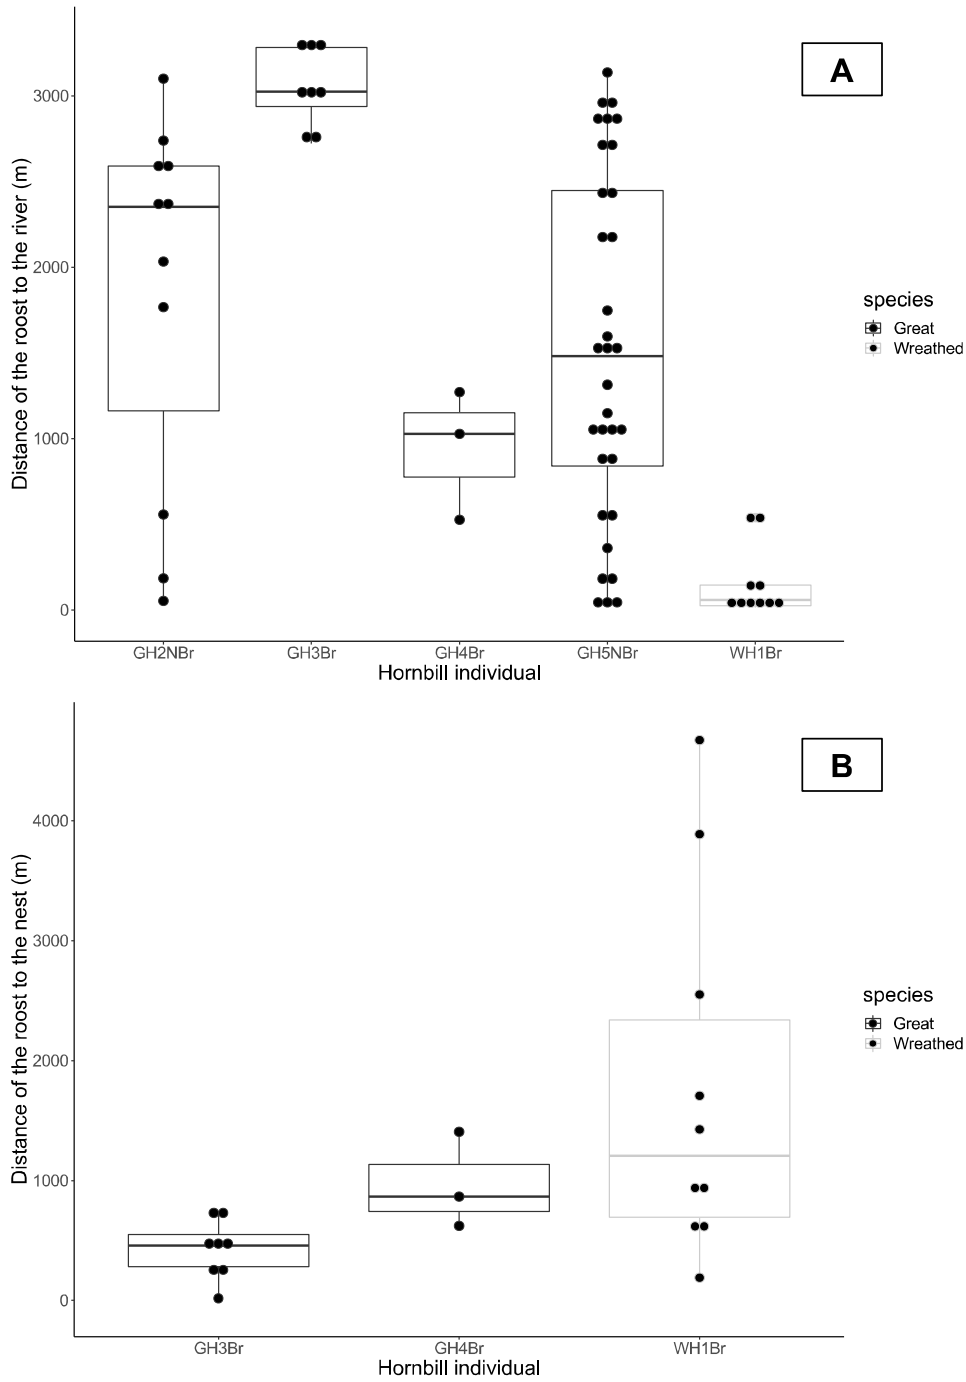 A
3000
2000
1000
0
Distance of the roost to the river (m)
GH2NBr GH3Br GH4Br GH5NBr WH1Br
Hornbill individual
species
Great
Wreathed
B
4000
3000
2000
1000
0
Distance of the roost to the nest (m)
GH3Br GH4Br WH1Br
Hornbill individual
species
Great
Wreathed